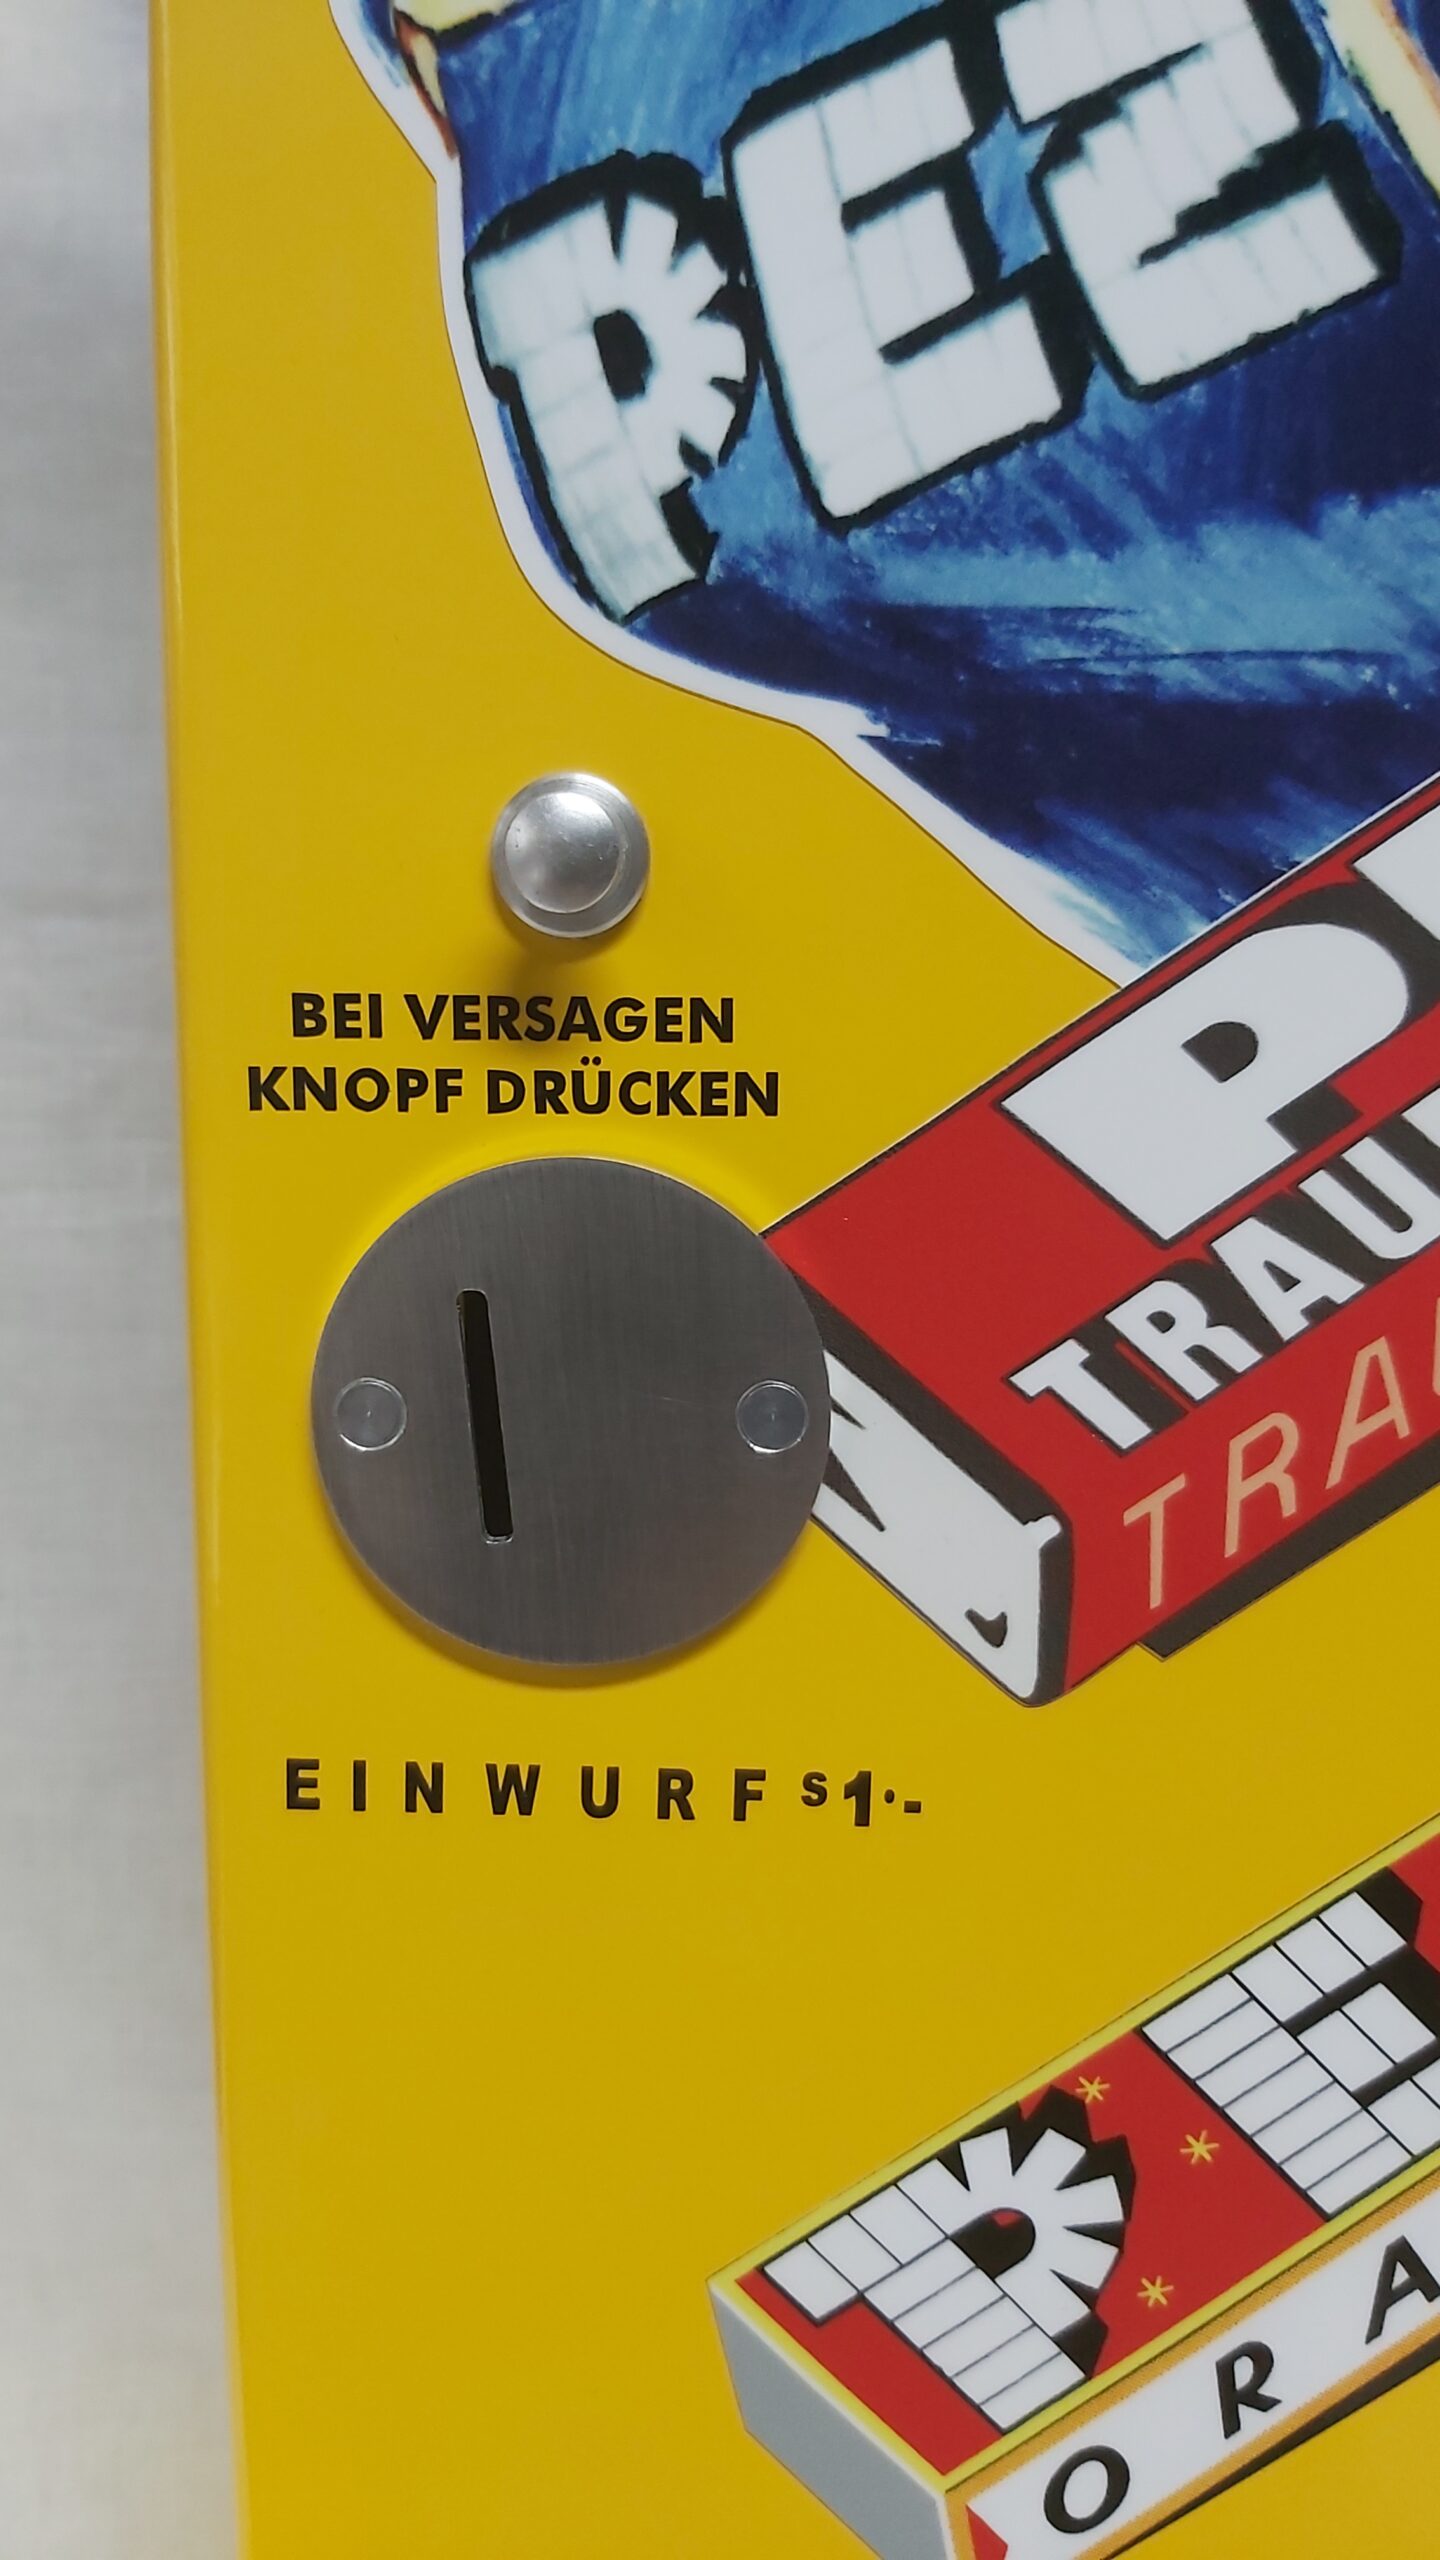 PEZ
BEI VERSAGEN
KNOPF DRÜCKEN
EINWURF S1.-